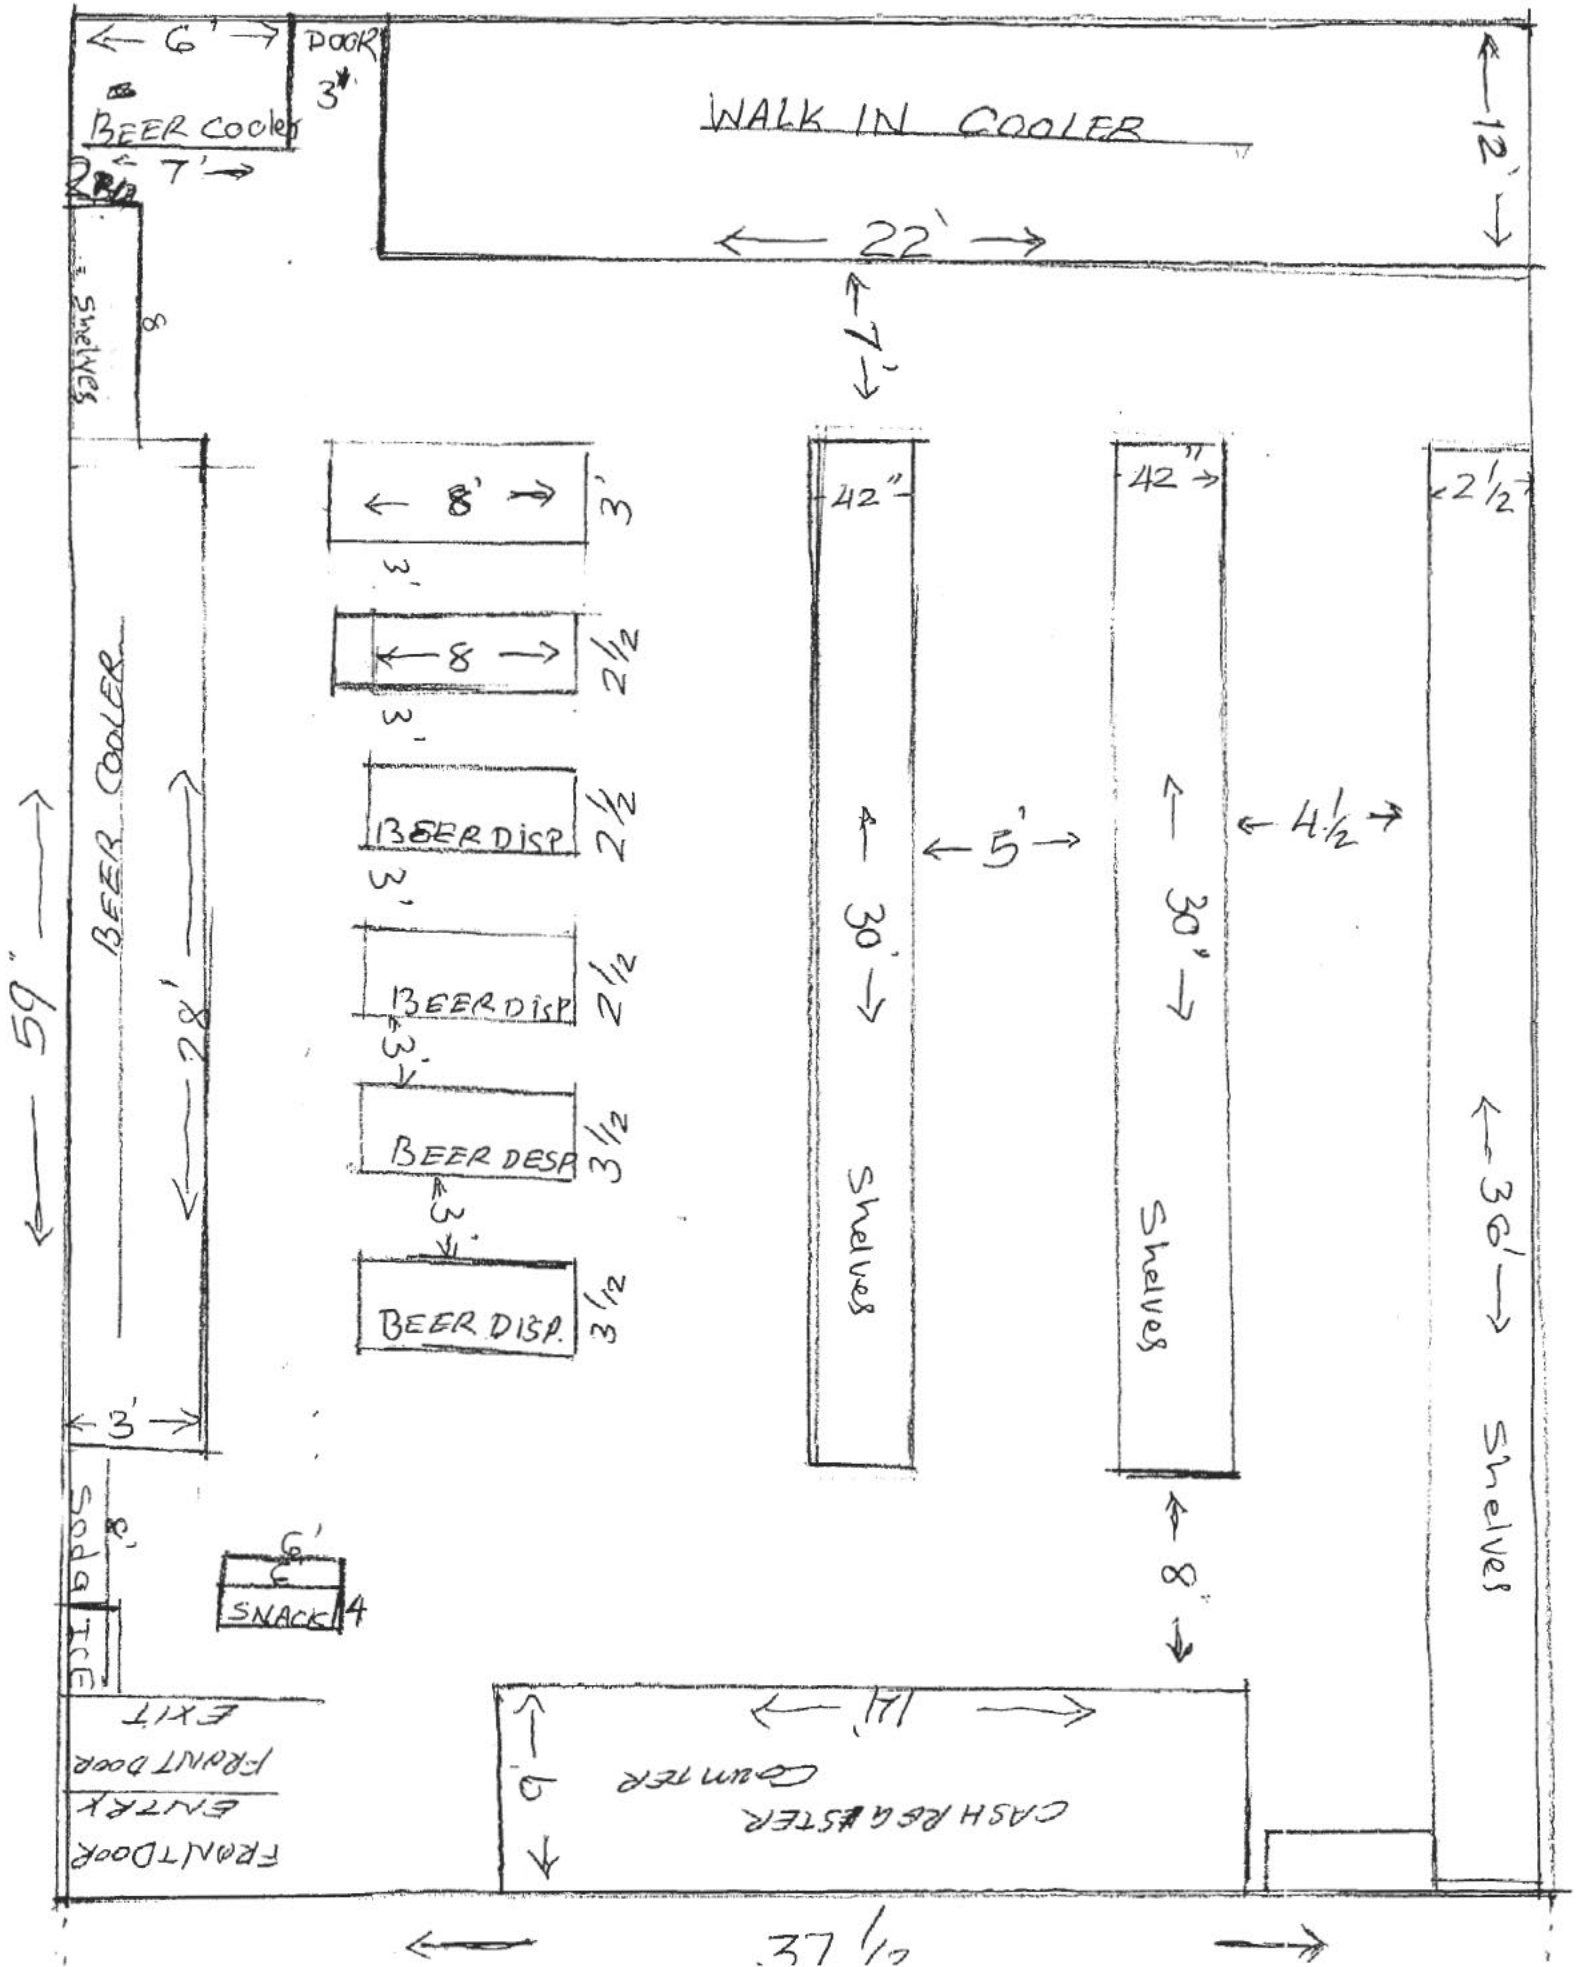 6'
DOOR
3'
BEER COOLER
WALK IN COOLER
12'
7'
22'
Shelves
8
7'
8'
3'
42"
42"
2 1/2
3'
8
2 1/2
3'
BEER DISP.
2 1/2
3'
BEER DISP
2 1/2
3'
BEER DESP
3 1/2
3'
BEER DISP.
3 1/2
BEER COOLER
28'
59"
3'
30'
Shelves
5'
30"
Shelves
4 1/2
36'
Shelves
8'
Soda
8'
ICE
6'
SNACK
4
EXIT
FRONT DOOR
ENTRY
FRONT DOOR
14'
6'
CASH REGESTER
COUNTER
37 1/2